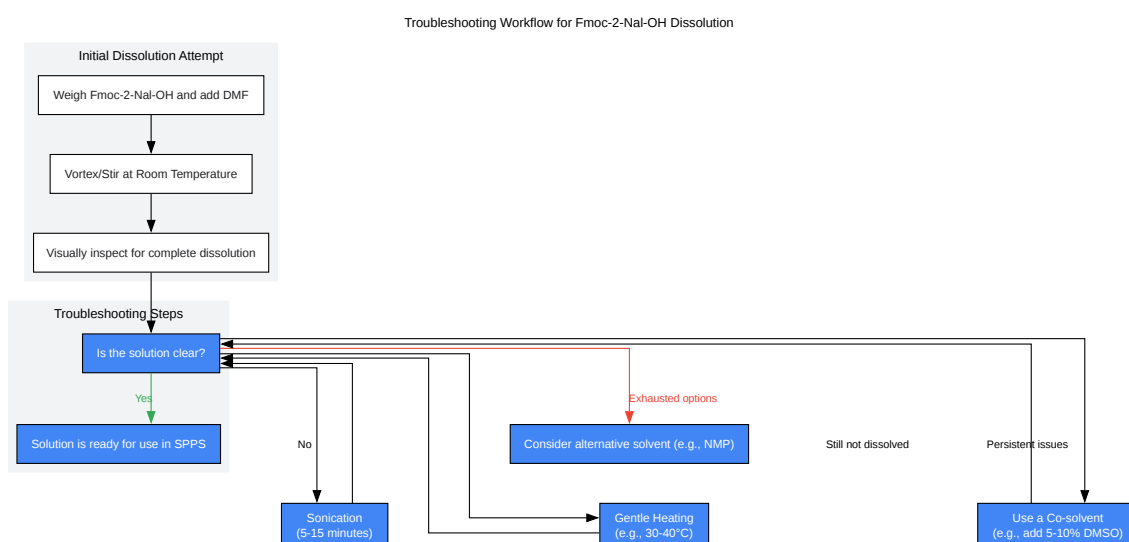 Troubleshooting Workflow for Fmoc-2-Nal-OH Dissolution
Initial Dissolution Attempt
Weigh Fmoc-2-Nal-OH and add DMF
Vortex/Stir at Room Temperature
Visually inspect for complete dissolution
Troubleshooting Steps
Is the solution clear?
Yes
Exhausted options
Solution is ready for use in SPPS
No
Consider alternative solvent (e.g., NMP)
Still not dissolved
Persistent issues
Sonication
(5-15 minutes)
Gentle Heating
(e.g., 30-40°C)
Use a Co-solvent
(e.g., add 5-10% DMSO)